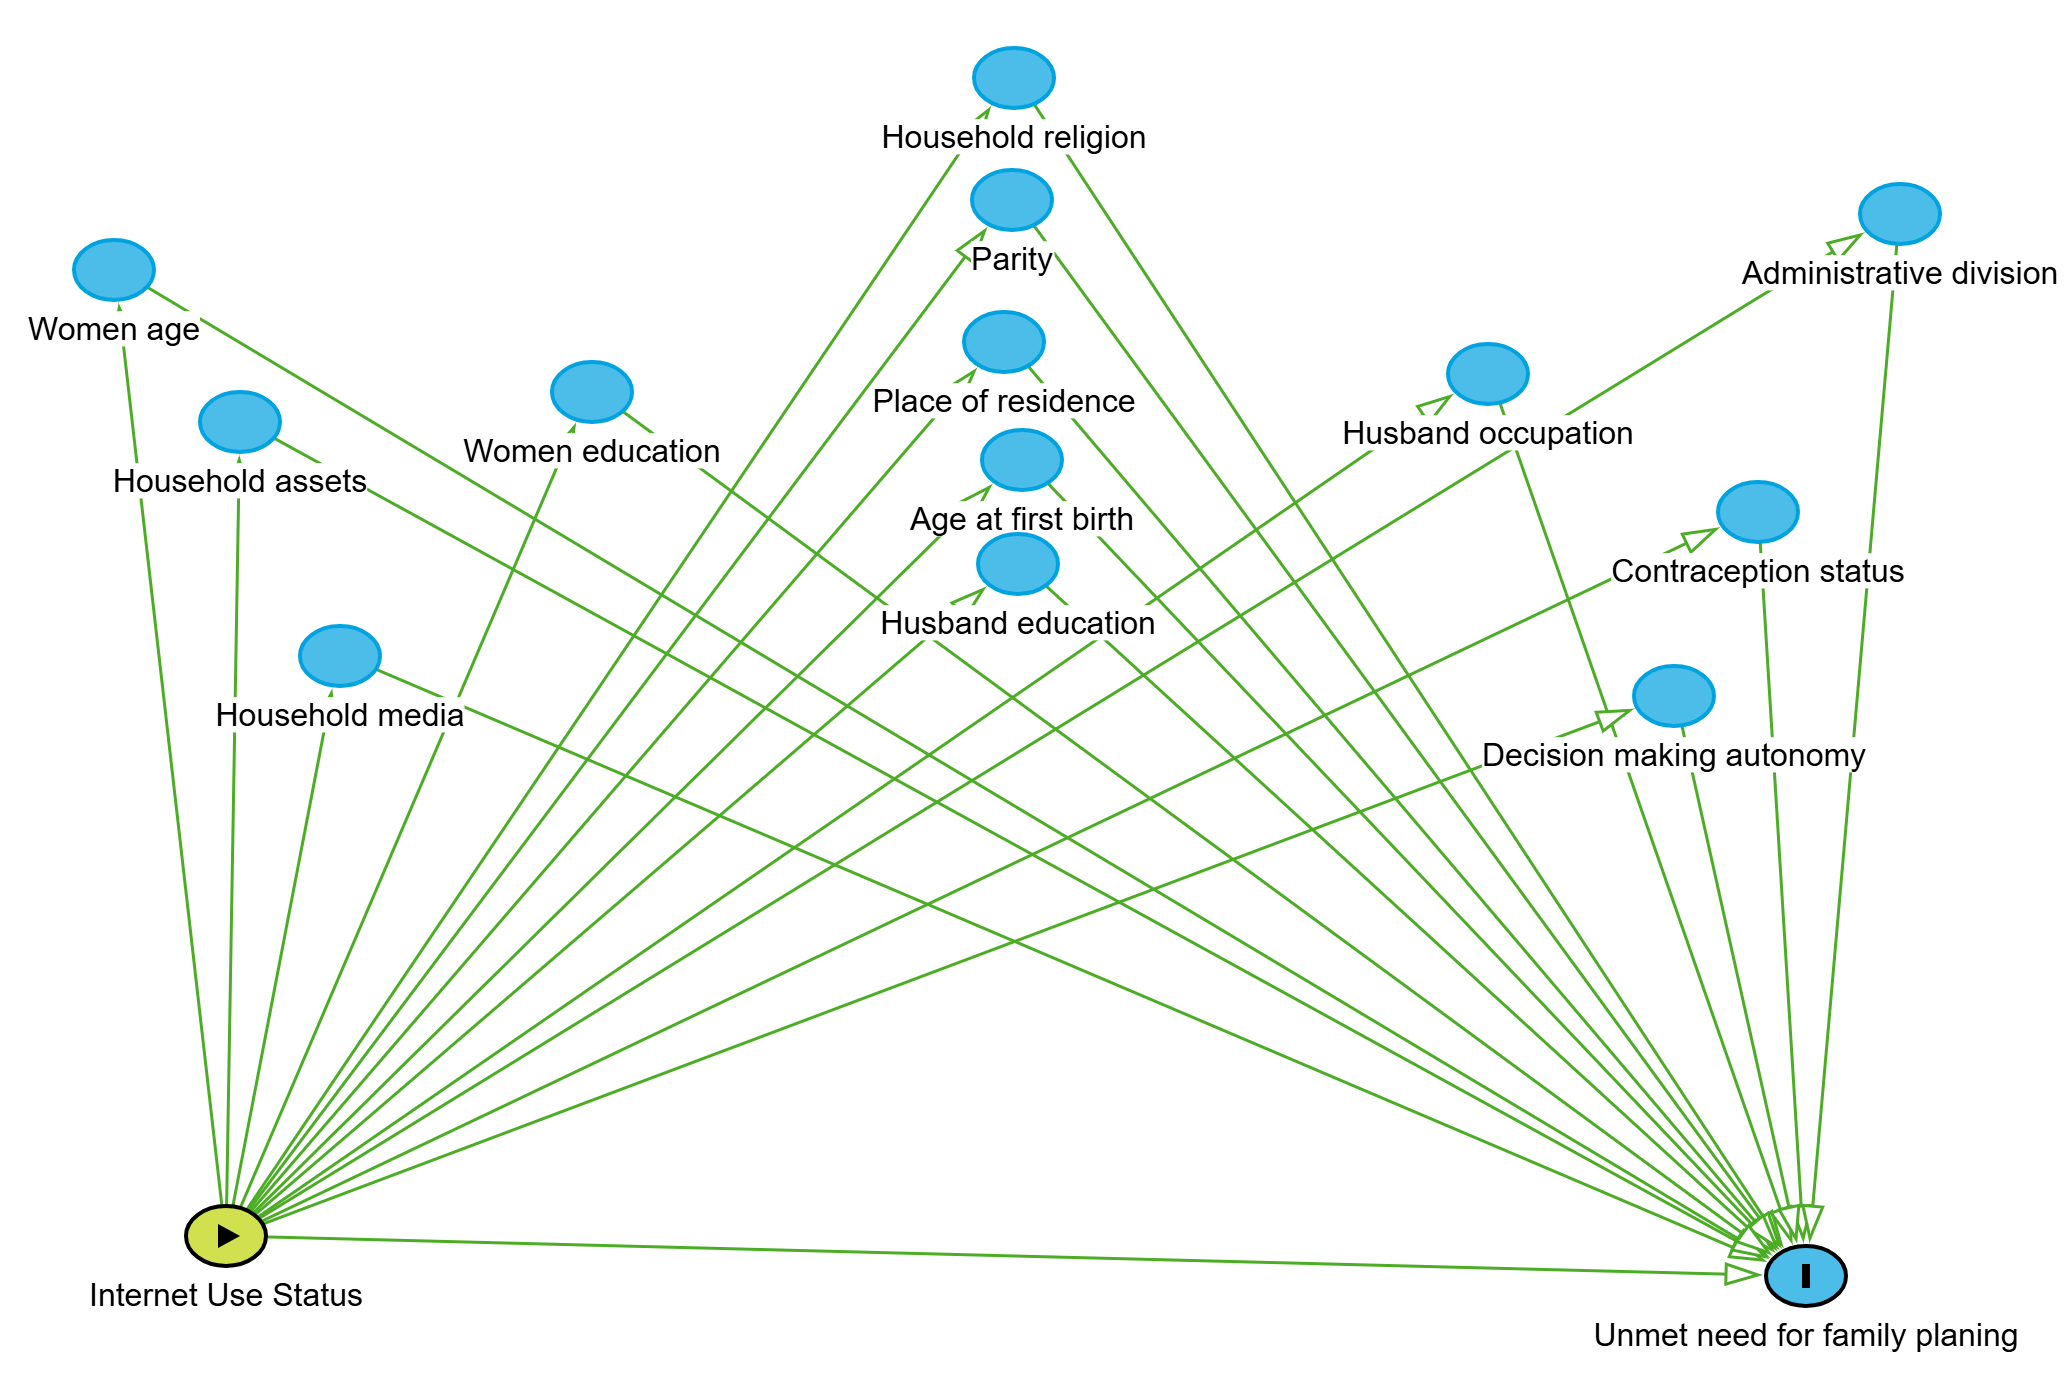 Household religion
Parity
Administrative division
Women age
Place of residence
Husband occupation
Women education
Household assets
Age at first birth
Contraception status
Husband education
Household media
Decision making autonomy
Internet Use Status
Unmet need for family planing